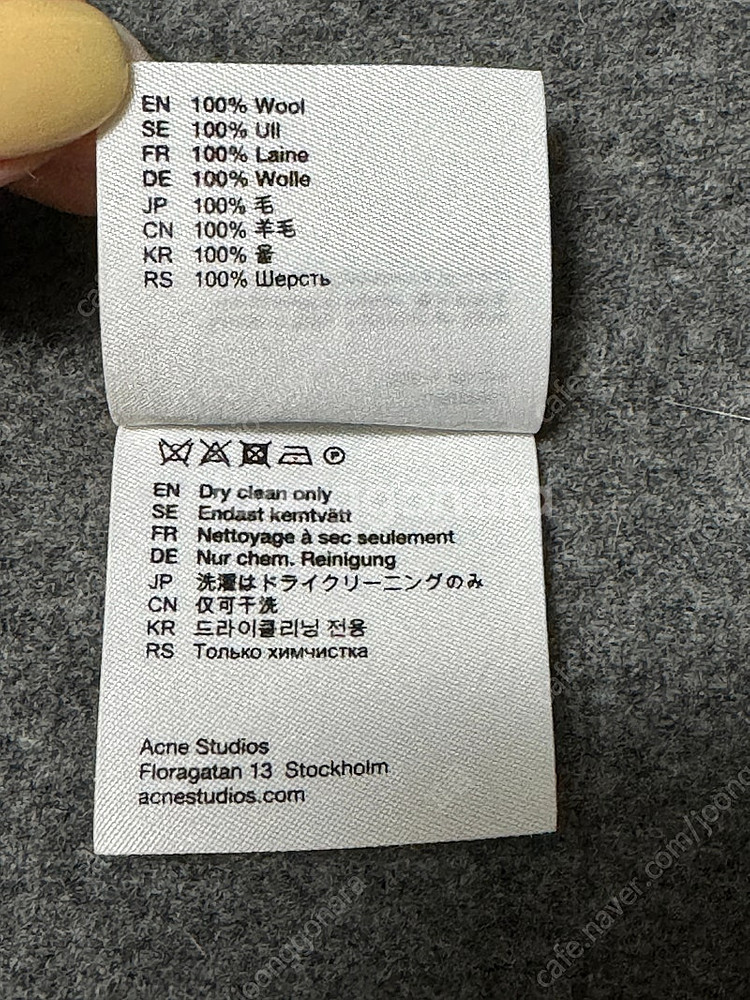 EN 100% Wool
SE 100% Ull
FR 100% Laine
DE 100% Wolle
JP 100% 毛
CN 100% 羊毛
KR 100% 울
RS 100% Шерсть
EN Dry clean only
SE Endast kemtvätt
FR Nettoyage à sec seulement
DE Nur chem. Reinigung
JP 洗濯はドライクリーニングのみ
CN 仅可干洗
KR 드라이클리닝 전용
RS Только химчистка
Acne Studios
Floragatan 13 Stockholm
acnestudios.com
cafe.naver.com/joonggonara